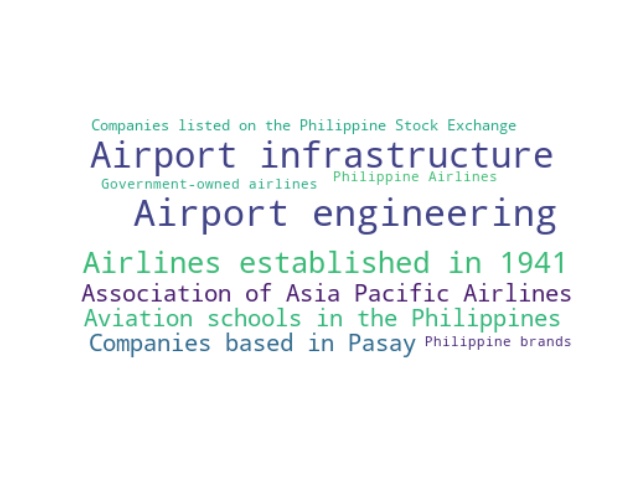 Companies listed on the Philippine Stock Exchange
Airport infrastructure
Philippine Airlines
Government-owned airlines
Airport engineering
Airlines established in 1941
Association of Asia Pacific Airlines
Aviation schools in the Philippines
Companies based in Pasay
Philippine brands